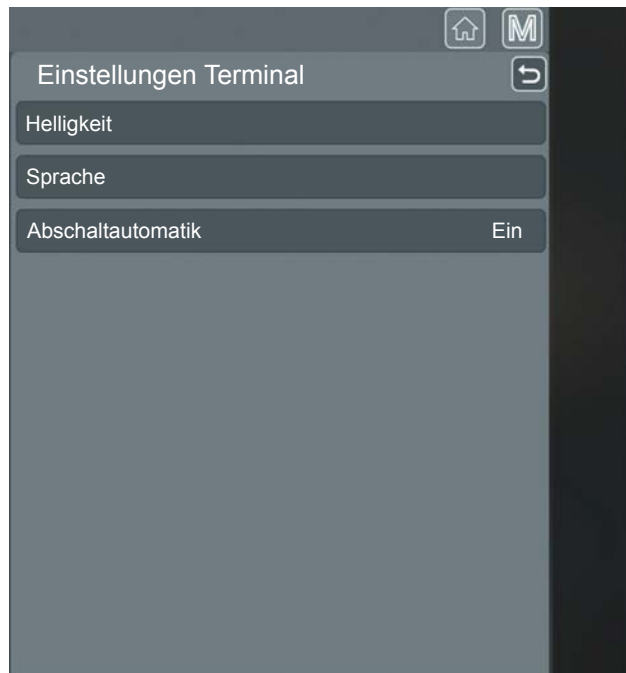 M
Einstellungen Terminal
Helligkeit
Sprache
Abschaltautomatik Ein